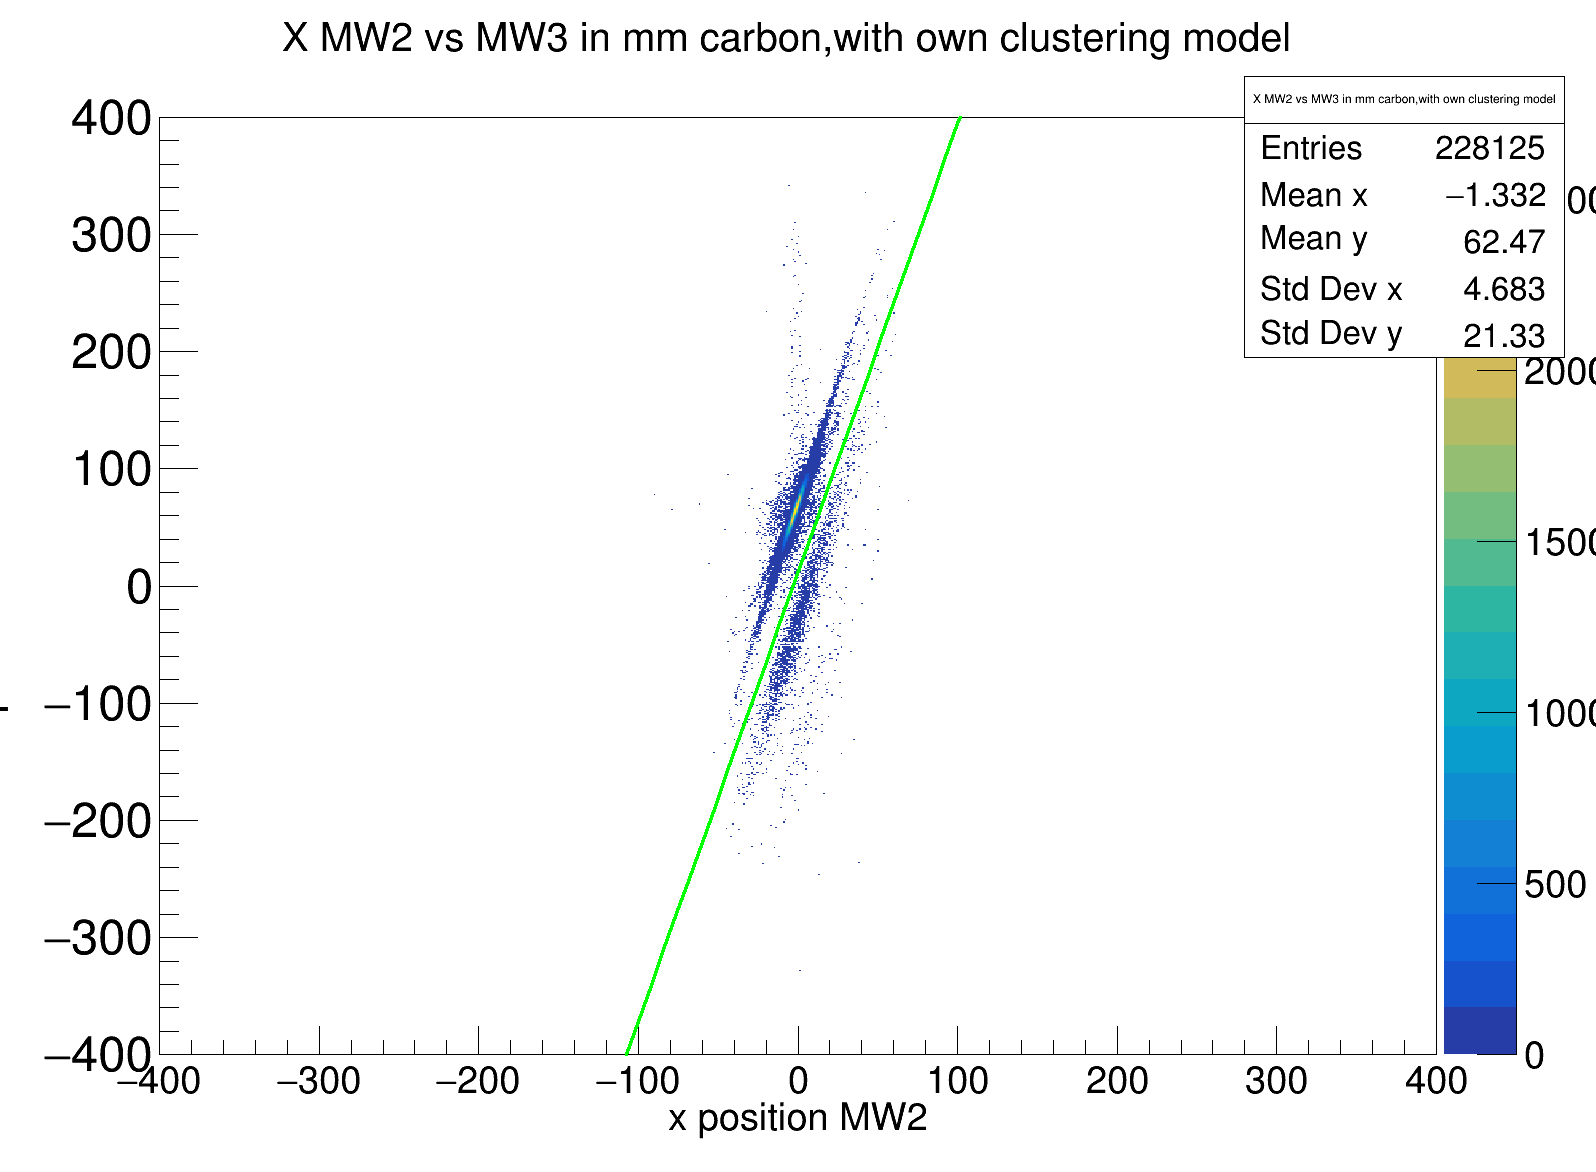 X MW2 vs MW3 in mm carbon,with own clustering model
X MW2 vs MW3 in mm carbon,with own clustering model
Entries 228125
Mean x −1.332
Mean y 62.47
Std Dev x 4.683
Std Dev y 21.33
400
300
200
100
0
−100
−200
−300
−400
−400 −300 −200 −100 0 100 200 300 400
x position MW2
2000
1500
1000
500
0